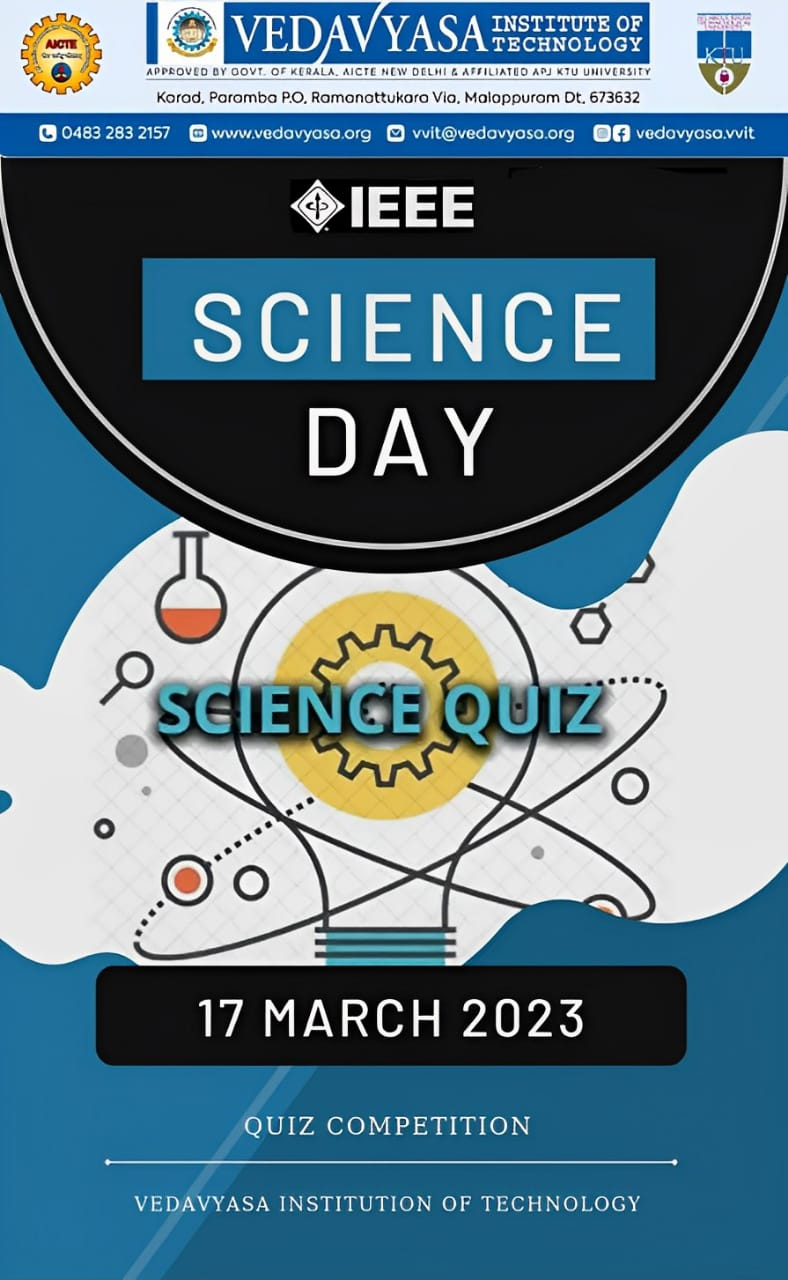 AICTE
VEDAVYASA INSTITUTE OF TECHNOLOGY
APPROVED BY GOVT. OF KERALA, AICTE NEW DELHI & AFFILIATED APJ KTU UNIVERSITY
Karad, Paramba P.O, Ramanattukara Via, Malappuram Dt, 673632
KTU
0483 283 2157 www.vedavyasa.org vvit@vedavyasa.org vedavyasa.vvit
IEEE
SCIENCE
DAY
SCIENCE QUIZ
17 MARCH 2023
QUIZ COMPETITION
VEDAVYASA INSTITUTION OF TECHNOLOGY